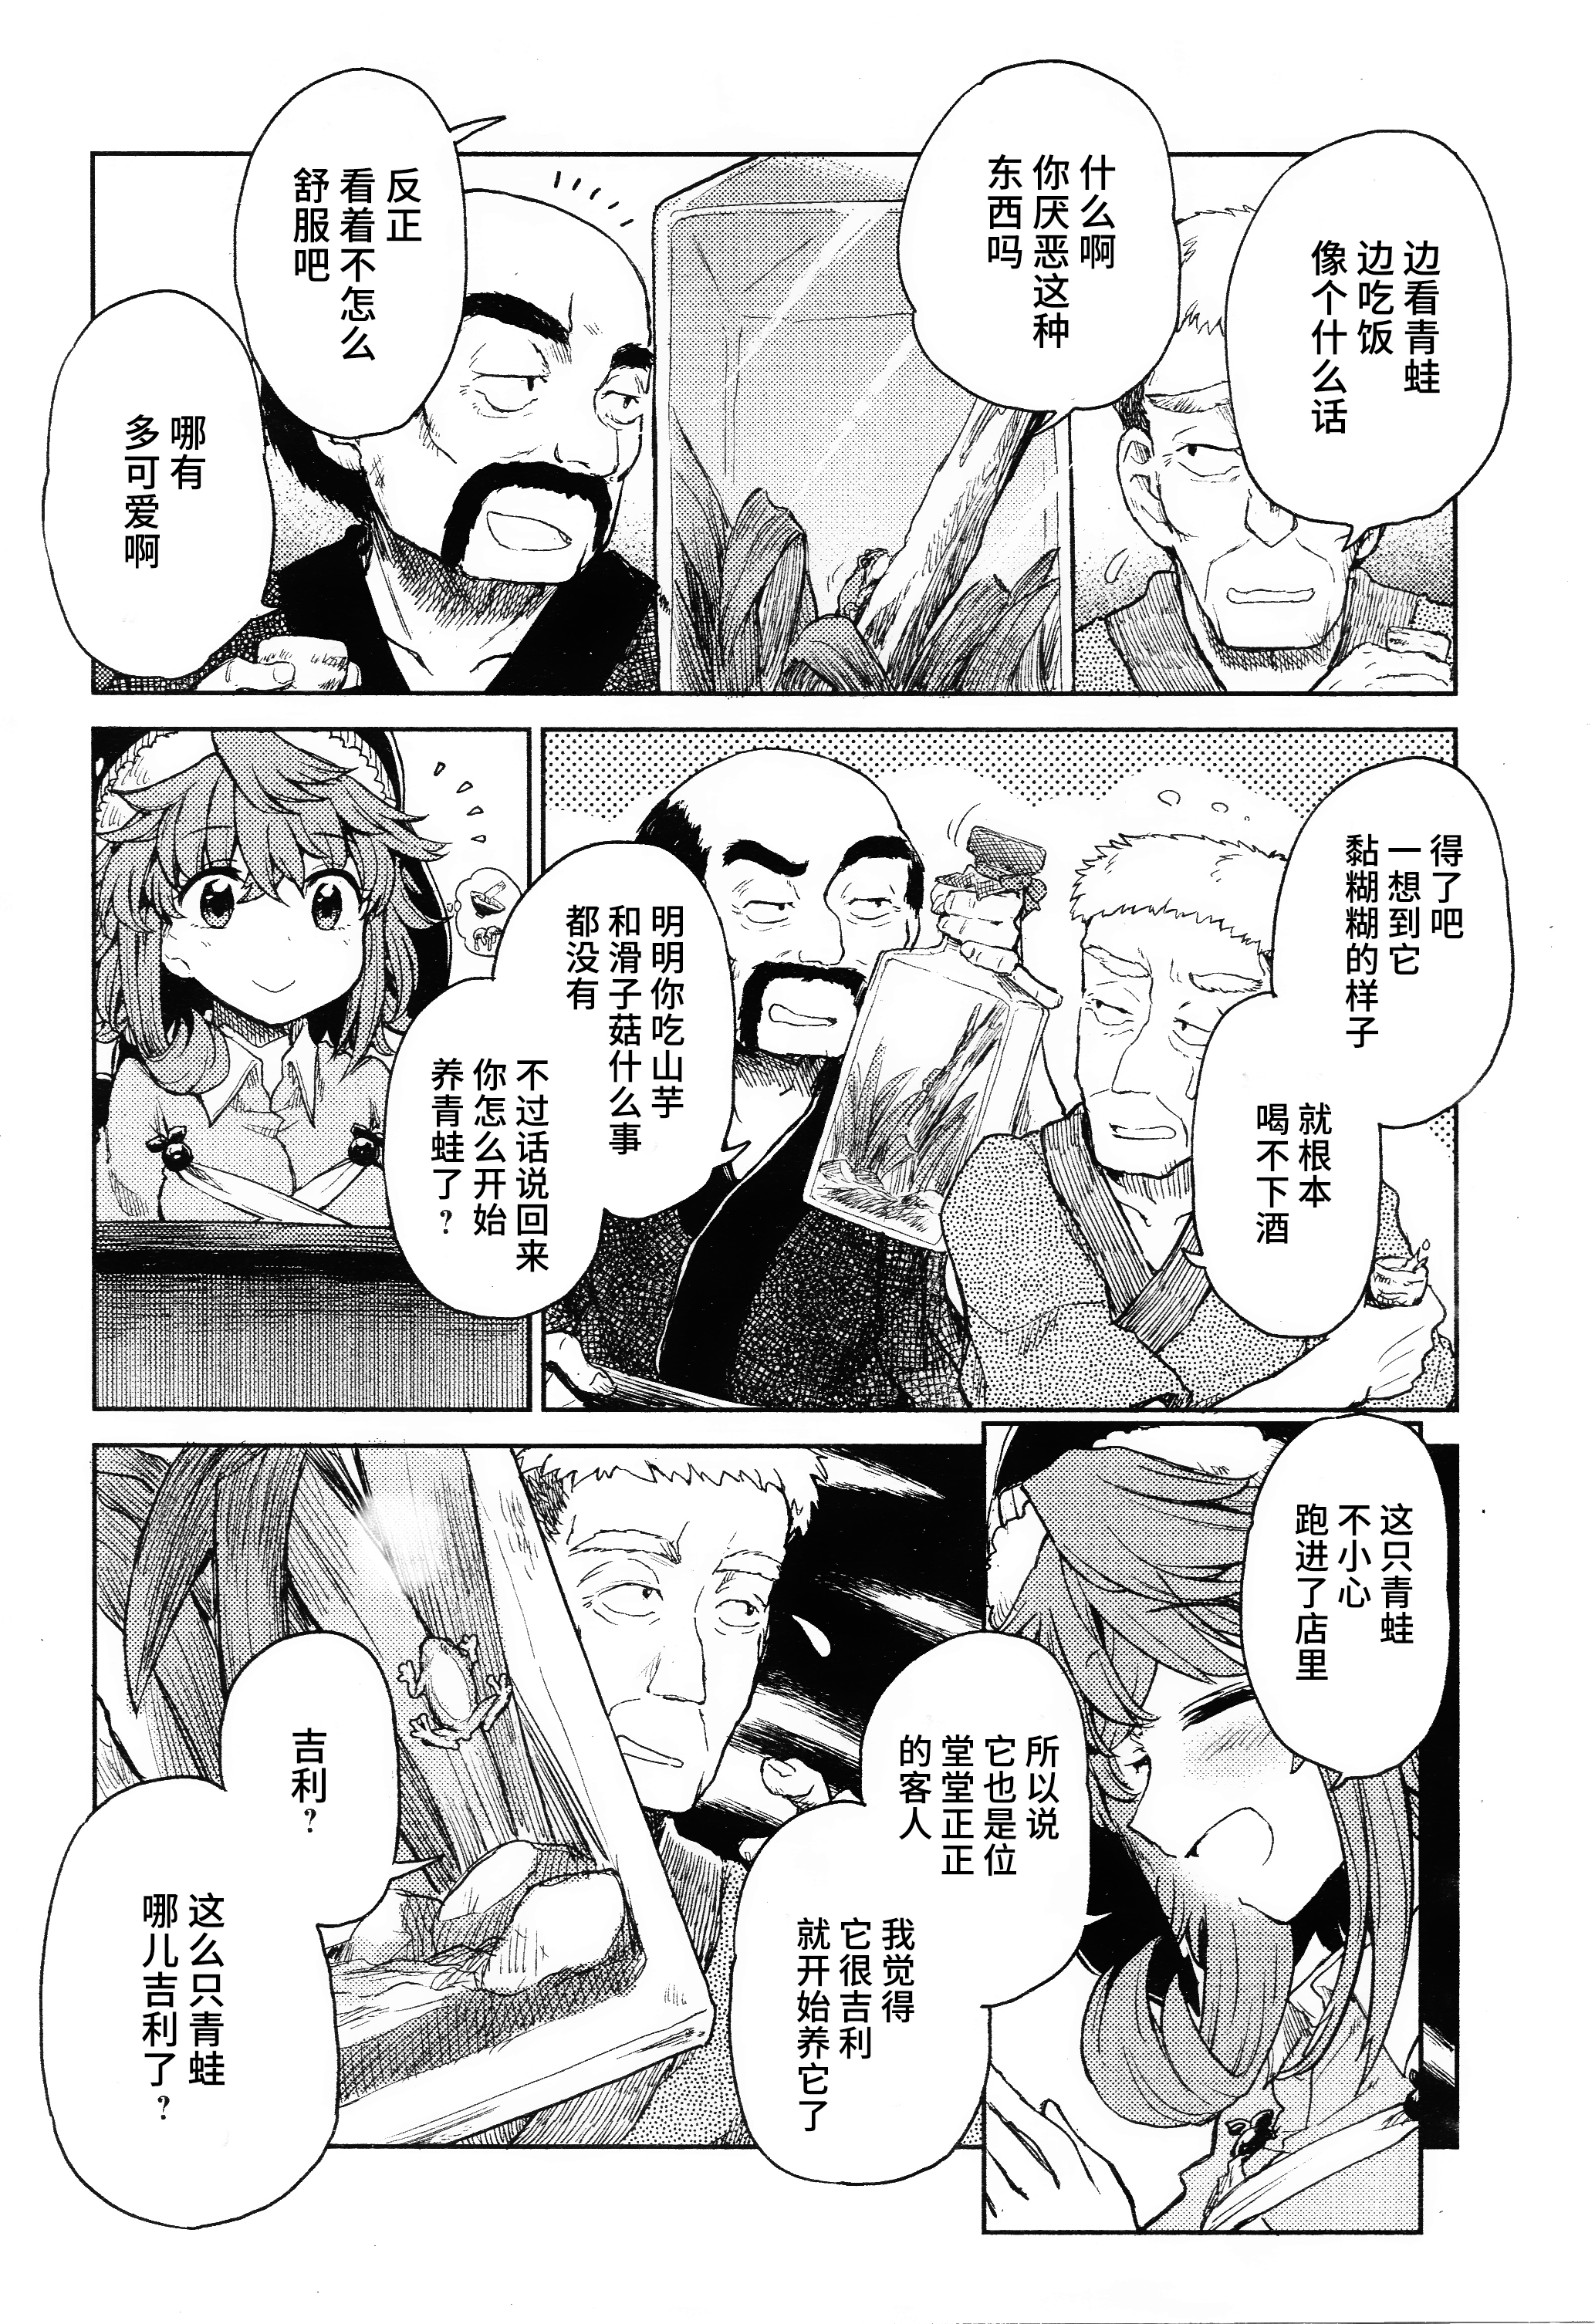 边看青蛙
边吃饭
像个什么话
什么啊
你厌恶这种
东西吗
反正
看着不怎么
舒服吧
哪有
多可爱啊
得了吧
一想到它
黏糊糊的样子
就根本
喝不下酒
明明你吃山芋
和滑子菇什么事
都没有
不过话说回来
你怎么开始
养青蛙了？
这只青蛙
不小心
跑进了店里
所以说
它也是位
堂堂正正
的客人
我觉得
它很吉利
就开始养它了
吉利？
这么只青蛙
哪儿吉利了？